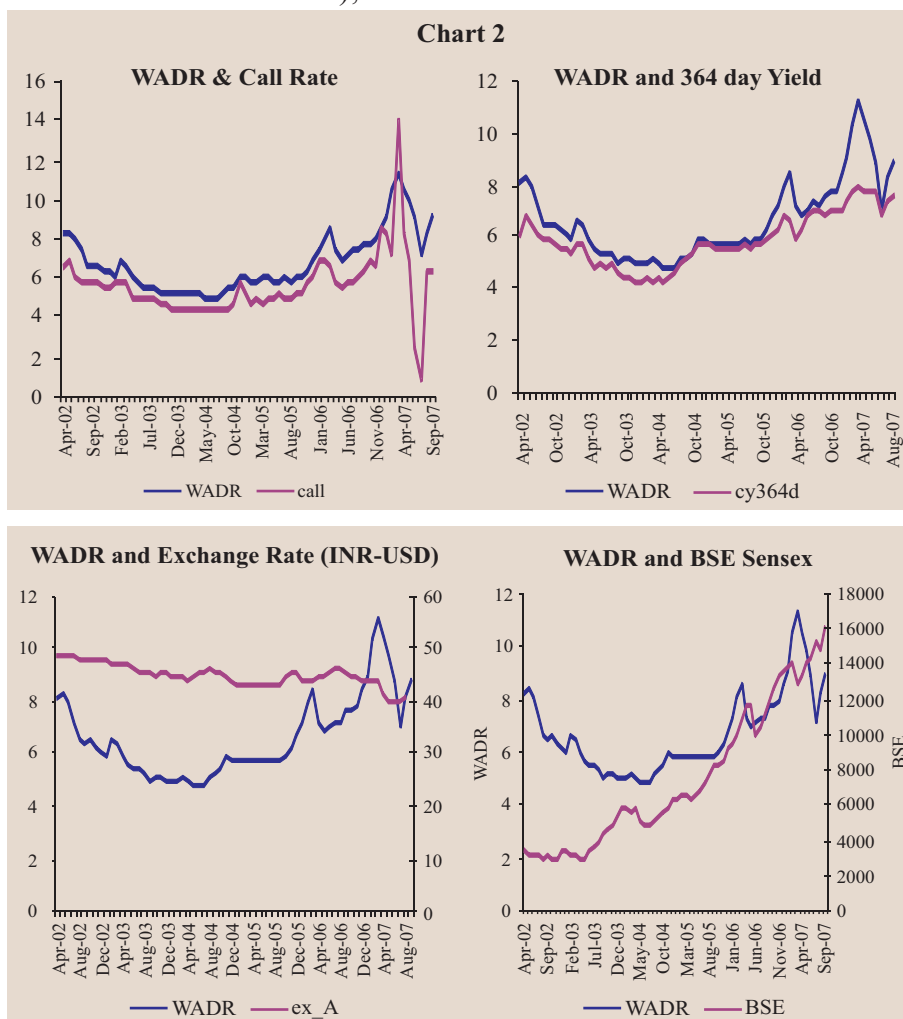 );
Chart 2
WADR & Call Rate
16
14
12
10
8
6
4
2
0
Apr-02
Sep-02
Feb-03
Jul-03
Dec-03
May-04
Oct-04
Mar-05
Aug-05
Jan-06
Jun-06
Nov-06
Apr-07
Sep-07
WADR
call
WADR and 364 day Yield
12
10
8
6
4
2
0
Apr-02
Oct-02
Apr-03
Oct-03
Apr-04
Oct-04
Apr-05
Oct-05
Apr-06
Oct-06
Apr-07
Aug-07
WADR
cy364d
WADR and Exchange Rate (INR-USD)
12
10
8
6
4
2
0
60
50
40
30
20
10
0
Apr-02
Aug-02
Dec-02
Apr-03
Aug-03
Dec-03
Apr-04
Aug-04
Dec-04
Apr-05
Aug-05
Dec-05
Apr-06
Aug-06
Dec-06
Apr-07
Aug-07
WADR
ex_A
WADR and BSE Sensex
12
10
8
6
4
2
0
WADR
18000
16000
14000
12000
10000
8000
6000
4000
2000
0
BSE
Apr-02
Sep-02
Feb-03
Jul-03
Dec-03
May-04
Oct-04
Mar-05
Aug-05
Jan-06
Jun-06
Nov-06
Apr-07
Sep-07
WADR
BSE